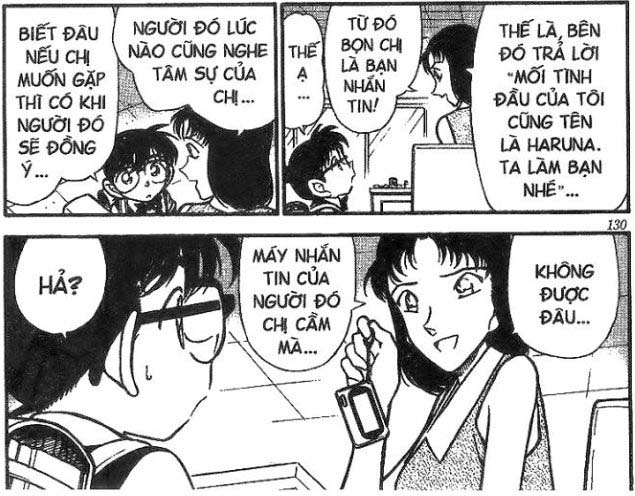 THẾ LÀ, BÊN
ĐÓ TRẢ LỜI
"MỐI TÌNH
ĐẦU CỦA TÔI
CŨNG TÊN
LÀ HARUNA.
TA LÀM BẠN
NHÉ"...
TỪ ĐÓ
BỌN CHỊ
LÀ BẠN
NHẮN
TIN!
THẾ
Ạ...
NGƯỜI ĐÓ LÚC
NÀO CŨNG NGHE
TÂM SỰ CỦA
CHỊ...
BIẾT ĐÂU
NẾU CHỊ
MUỐN GẶP
THÌ CÓ KHI
NGƯỜI ĐÓ
SẼ ĐỒNG
Ý...
130
KHÔNG
ĐƯỢC
ĐÂU...
MÁY NHẮN
TIN CỦA
NGƯỜI ĐÓ
CHỊ CẦM
MÀ...
HẢ?